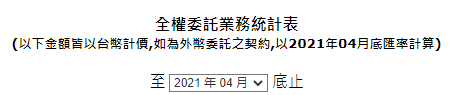 全權委託業務統計表
(以下金額皆以台幣計價,如為外幣委託之契約,以2021年04月底匯率計算)
至 2021 年 04 月 底止